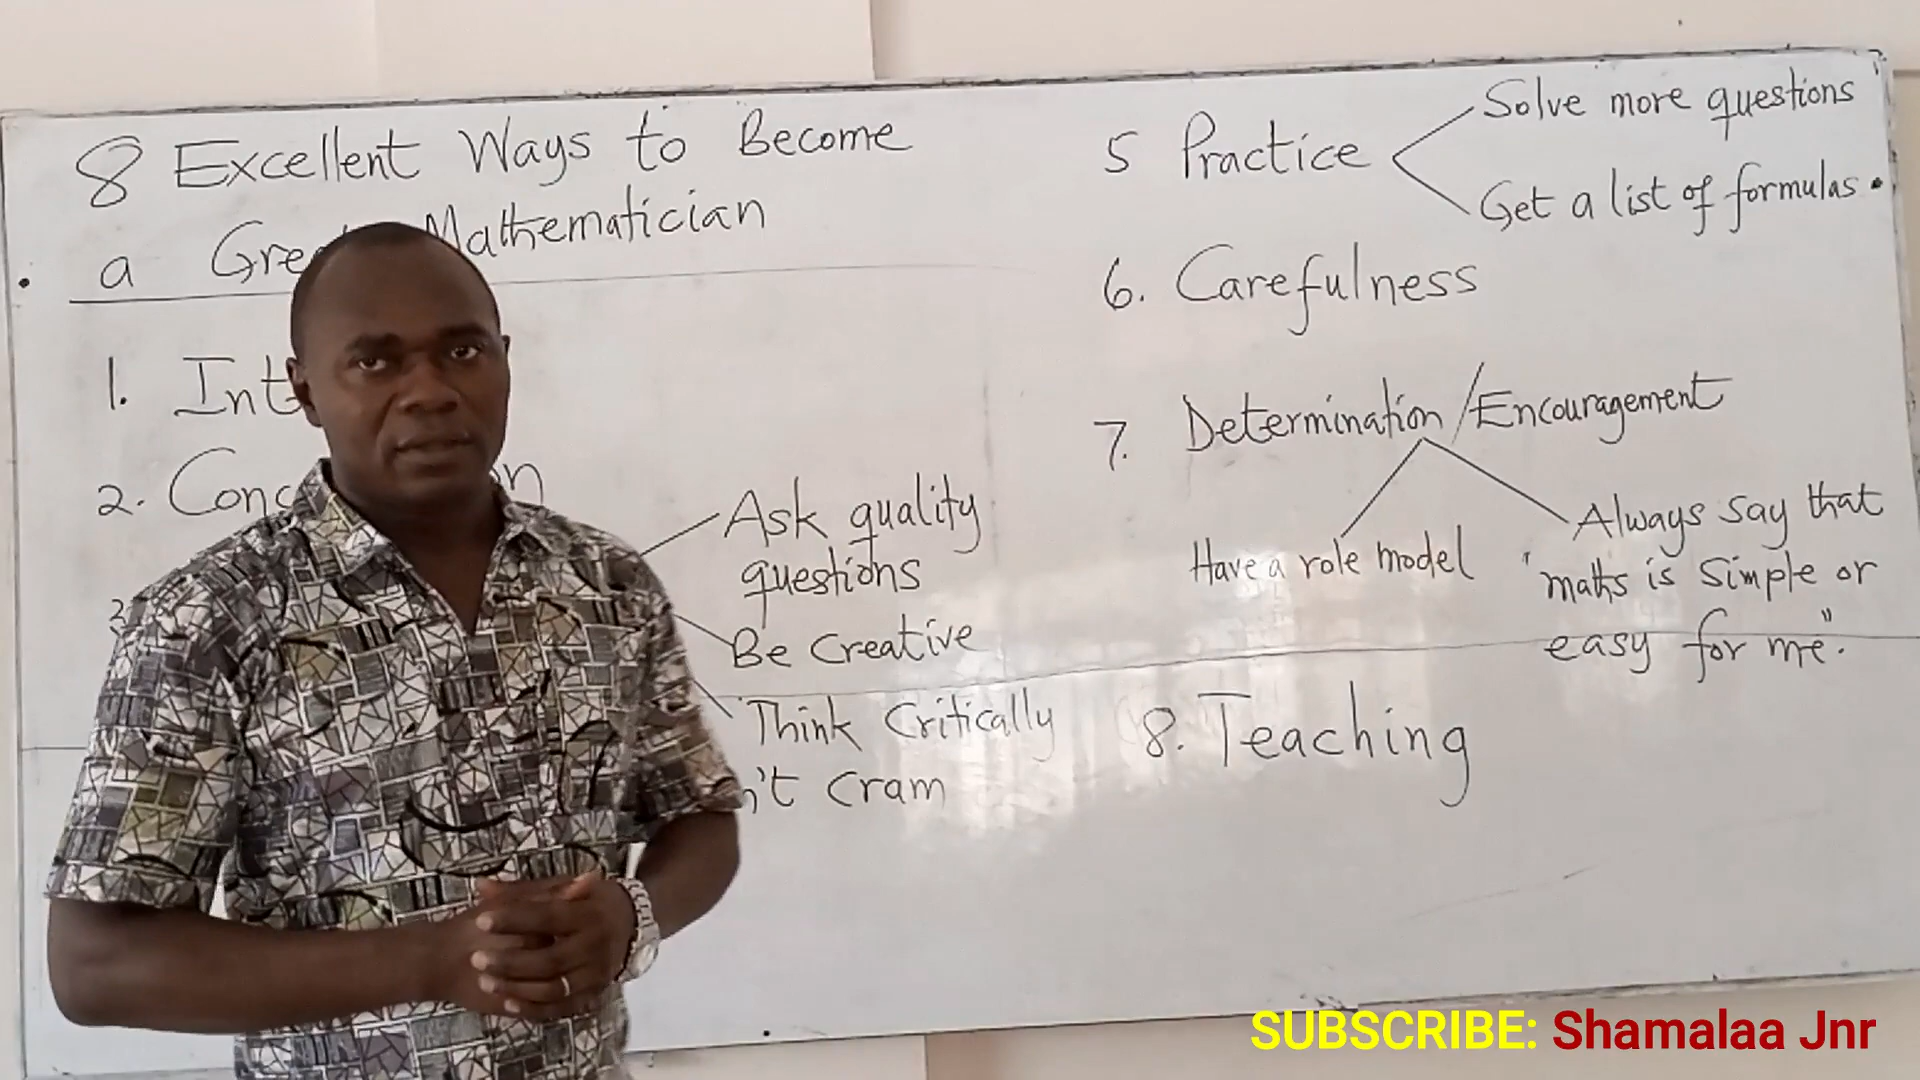 8 Excellent Ways to Become
a Mathematician
1.
2.
Ask quality
questions
Be Creative
Think Critically
Cram
5 Practice
Solve more questions
Get a list of formulas
6. Carefulness
7. Determination / Encouragement
Have a role model
Always say that
"maths is simple or
easy for me".
8. Teaching
SUBSCRIBE: Shamalaa Jnr